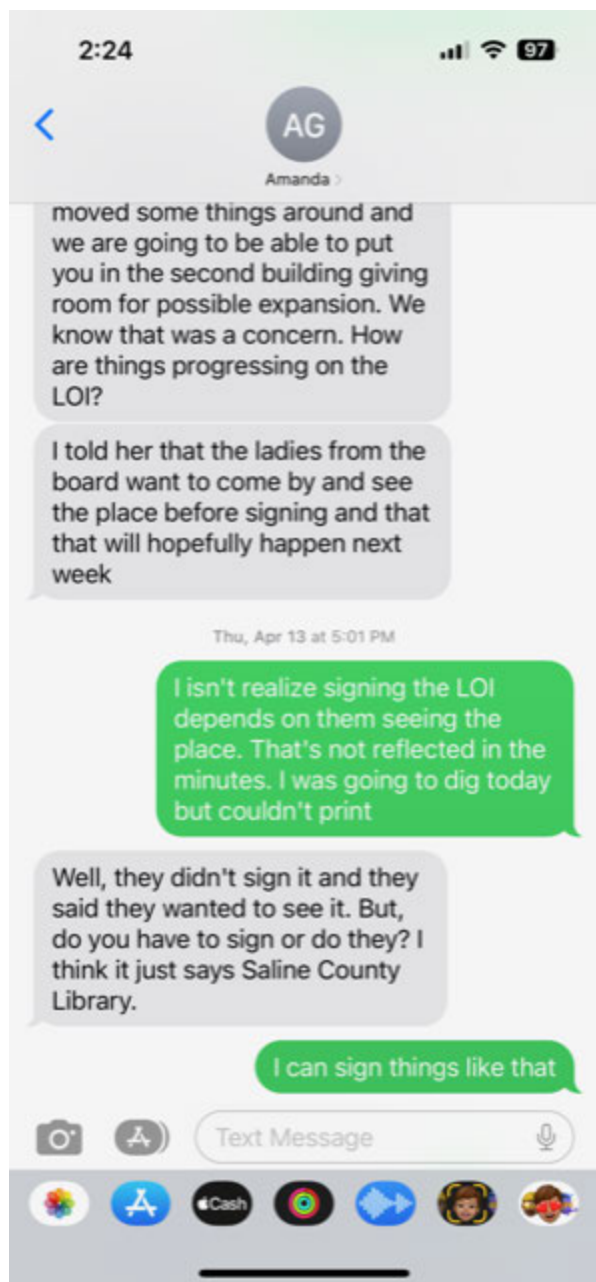 2:24
97
AG
Amanda
moved some things around and
we are going to be able to put
you in the second building giving
room for possible expansion. We
know that was a concern. How
are things progressing on the
LOI?
I told her that the ladies from the
board want to come by and see
the place before signing and that
that will hopefully happen next
week
Thu, Apr 13 at 5:01 PM
I isn't realize signing the LOI
depends on them seeing the
place. That's not reflected in the
minutes. I was going to dig today
but couldn't print
Well, they didn't sign it and they
said they wanted to see it. But,
do you have to sign or do they? I
think it just says Saline County
Library.
I can sign things like that
Text Message
Cash